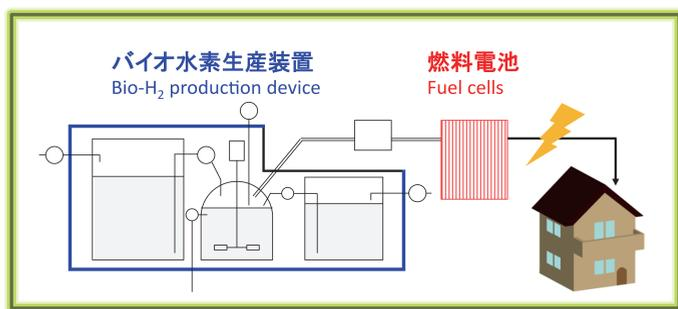 バイオ水素生産装置
Bio-H₂ production device
燃料電池
Fuel cells